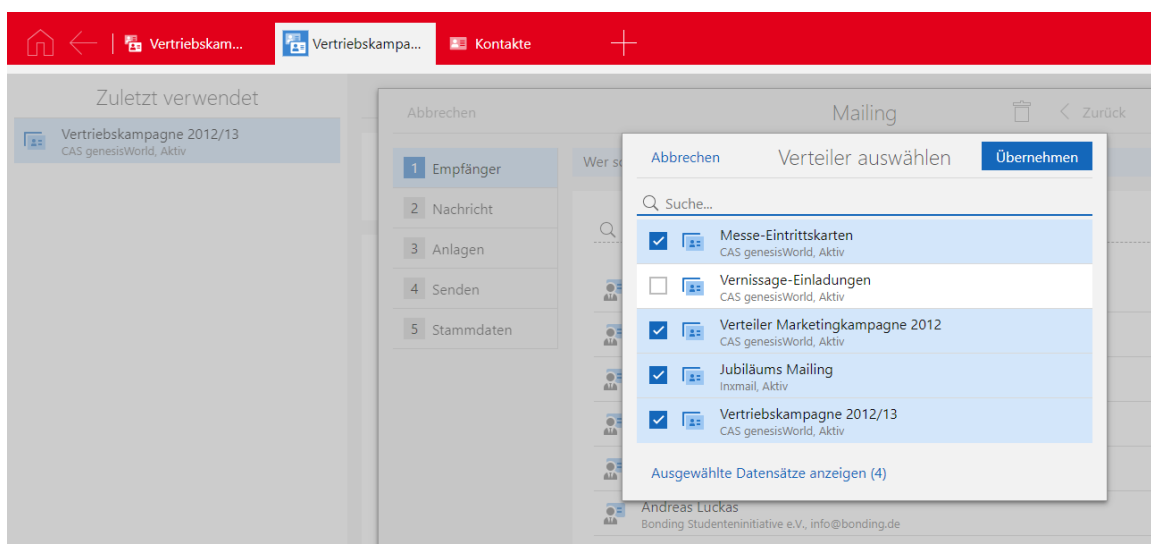 Vertriebskam...
Vertriebskampa...
Kontakte
Zuletzt verwendet
Vertriebskampagne 2012/13
CAS genesisWorld, Aktiv
Abbrechen
Mailing
Zurück
1 Empfänger
2 Nachricht
3 Anlagen
4 Senden
5 Stammdaten
Wer
Abbrechen
Verteiler auswählen
Übernehmen
Suche...
Messe-Eintrittskarten
CAS genesisWorld, Aktiv
Vernissage-Einladungen
CAS genesisWorld, Aktiv
Verteiler Marketingkampagne 2012
CAS genesisWorld, Aktiv
Jubiläums Mailing
Inxmail, Aktiv
Vertriebskampagne 2012/13
CAS genesisWorld, Aktiv
Ausgewählte Datensätze anzeigen (4)
Andreas Luckas
Bonding Studenteninitiative e.V., info@bonding.de